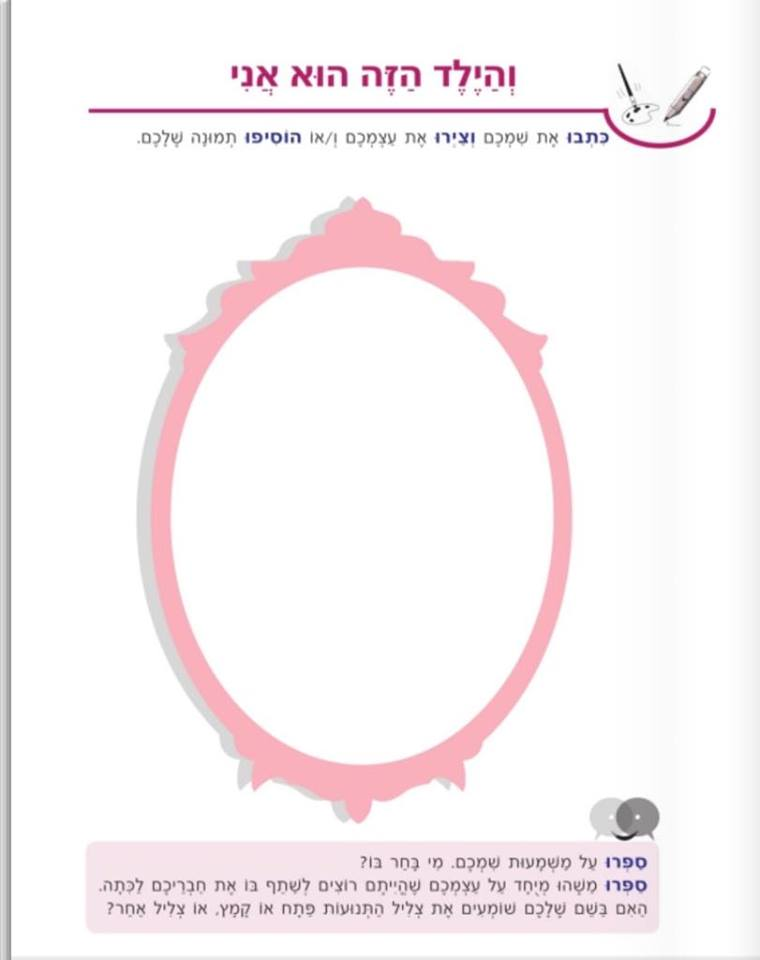 וְהַיֶּלֶד הַזֶּה הוּא אֲנִי
כִּתְבוּ אֶת שִׁמְכֶם וְצַיְּרוּ אֶת עַצְמְכֶם וְ/אוֹ הוֹסִיפוּ תְּמוּנָה שֶׁלָּכֶם.
סַפְּרוּ עַל מַשְׁמָעוּת שִׁמְכֶם. מִי בָּחַר בּוֹ?
סַפְּרוּ מַשֶּׁהוּ מְיֻחָד עַל עַצְמְכֶם שֶׁהֱיִיתֶם רוֹצִים לְשַׁתֵּף בּוֹ אֶת חַבְרֵיכֶם לַכִּתָּה.
הַאִם בַּשֵּׁם שֶׁלָּכֶם שׁוֹמְעִים אֶת צְלִיל הַתְּנוּעוֹת פַּתָּח אוֹ קָמָץ, אוֹ צְלִיל אַחֵר?